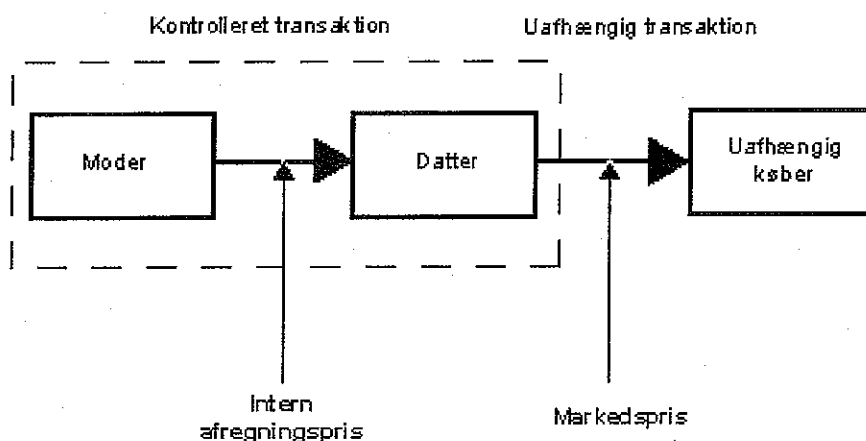 Kontrolleret transaktion
Uafhængig transaktion
Moder
Datter
Uafhængig
køber
Intern
afregningspris
Markedspris